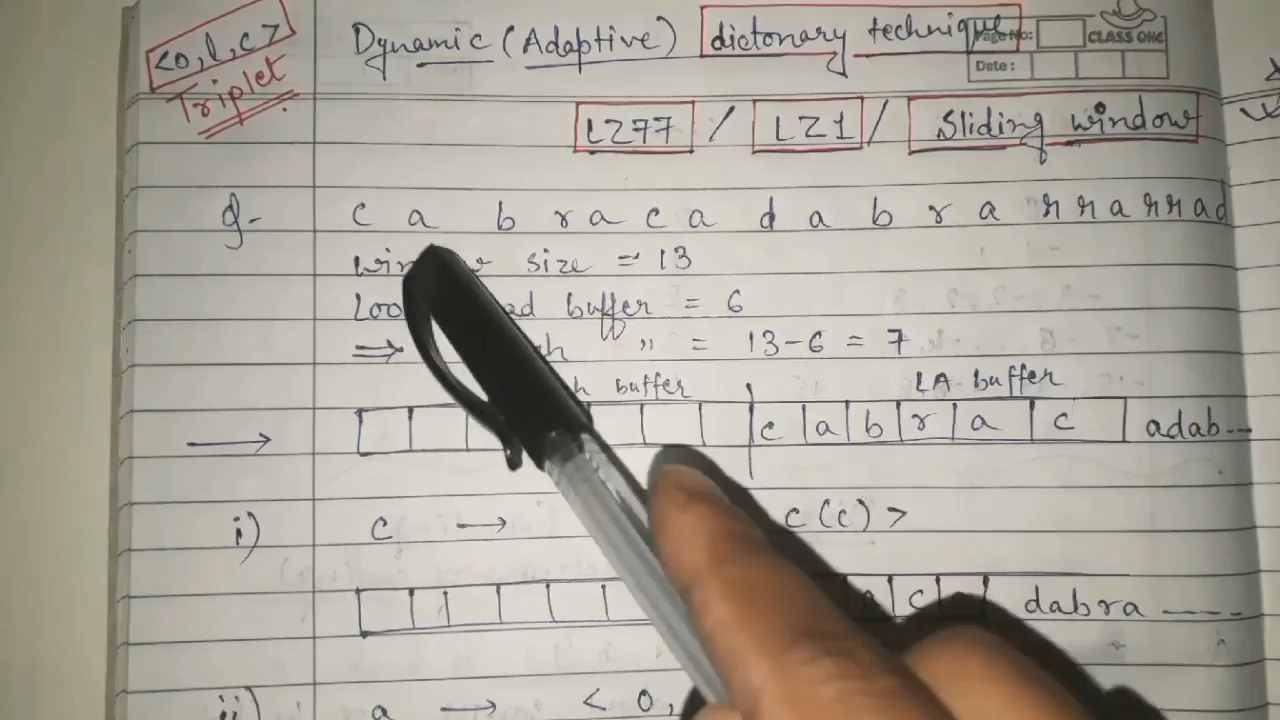 <o,l,c>
Triplet
Dynamic (Adaptive) dictonary technique
Page No:
CLASS ONE
Date:
LZ77 / LZ1 / Sliding window
Q- c a b r a c a d a b r a r r a r r a d
size = 13
buffer = 6
⇒ " = 13-6 = 7
buffer LA buffer
→ c a b r a c adab--
i) c → c(c)>
c dabra ----
ii) a → < 0,